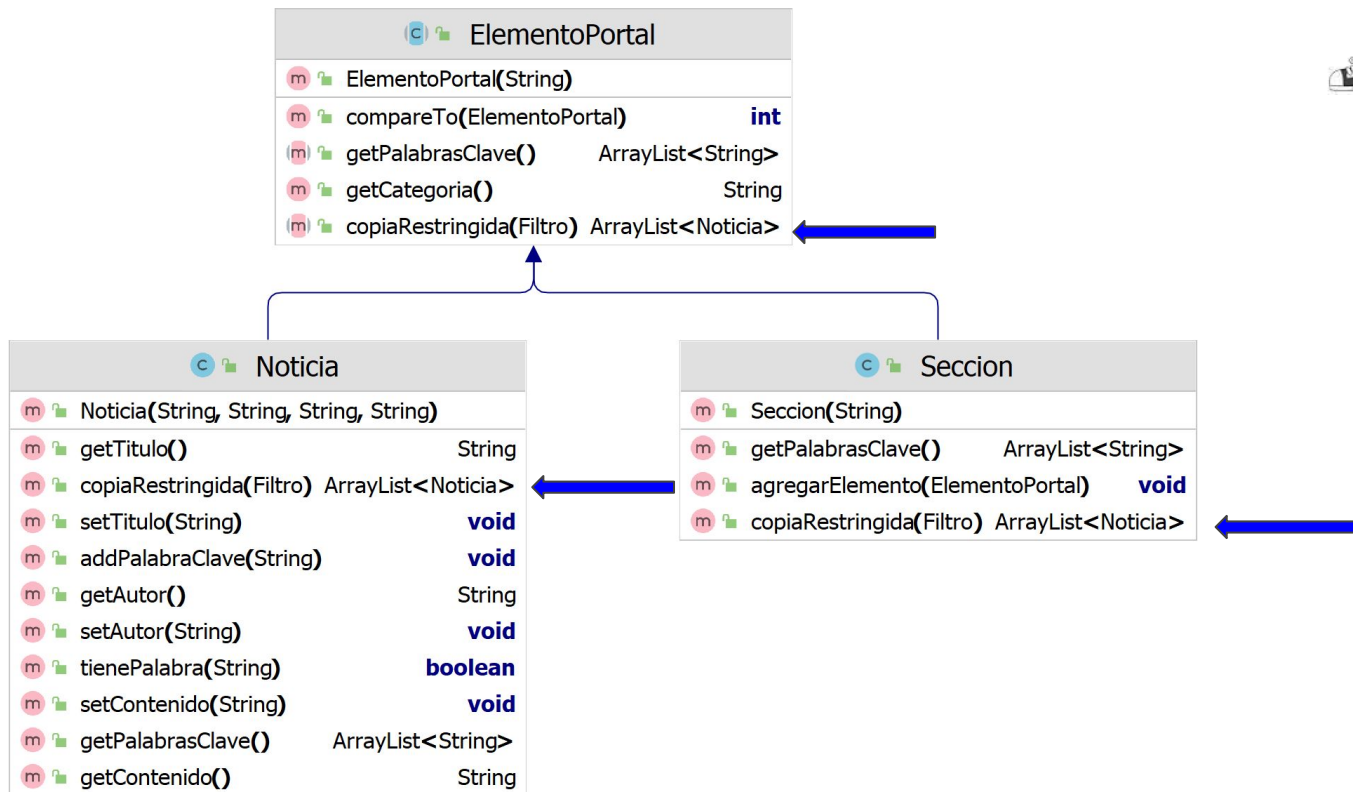 ElementoPortal
ElementoPortal(String)
compareTo(ElementoPortal) int
getPalabrasClave() ArrayList<String>
getCategoria() String
copiaRestringida(Filtro) ArrayList<Noticia>
Noticia
Noticia(String, String, String, String)
getTitulo() String
copiaRestringida(Filtro) ArrayList<Noticia>
setTitulo(String) void
addPalabraClave(String) void
getAutor() String
setAutor(String) void
tienePalabra(String) boolean
setContenido(String) void
getPalabrasClave() ArrayList<String>
getContenido() String
Seccion
Seccion(String)
getPalabrasClave() ArrayList<String>
agregarElemento(ElementoPortal) void
copiaRestringida(Filtro) ArrayList<Noticia>